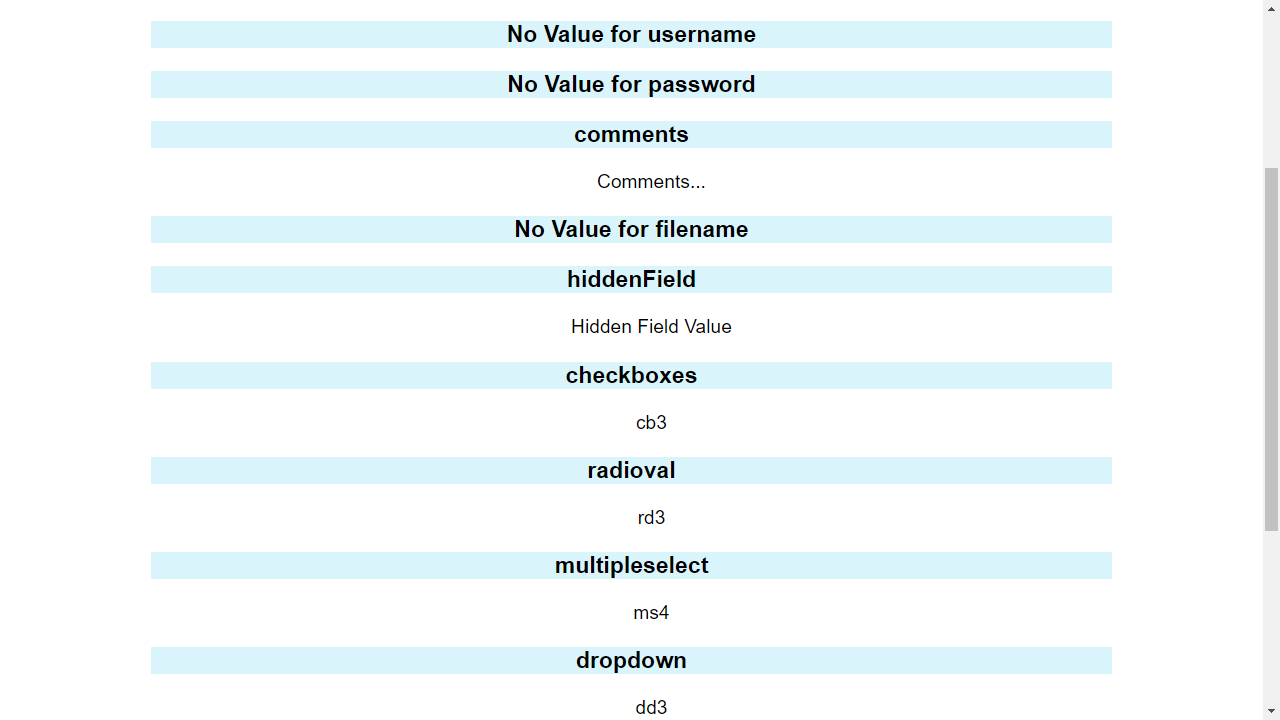 No Value for username
No Value for password
comments
Comments...
No Value for filename
hiddenField
Hidden Field Value
checkboxes
cb3
radioval
rd3
multipleselect
ms4
dropdown
dd3